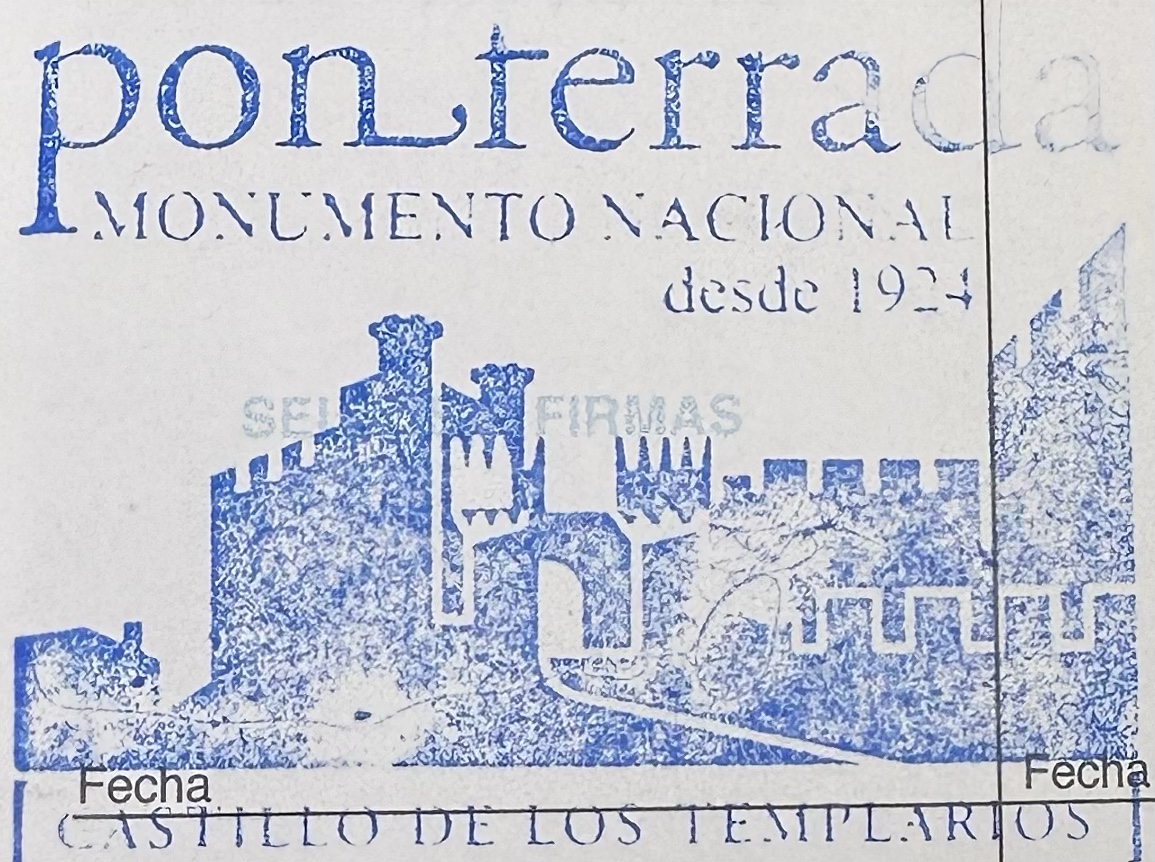 ponferrada
MONUMENTO NACIONAL
desde 1924
FIRMAS
Fecha
Fecha
CASTILLO DE LOS TEMPLARIOS